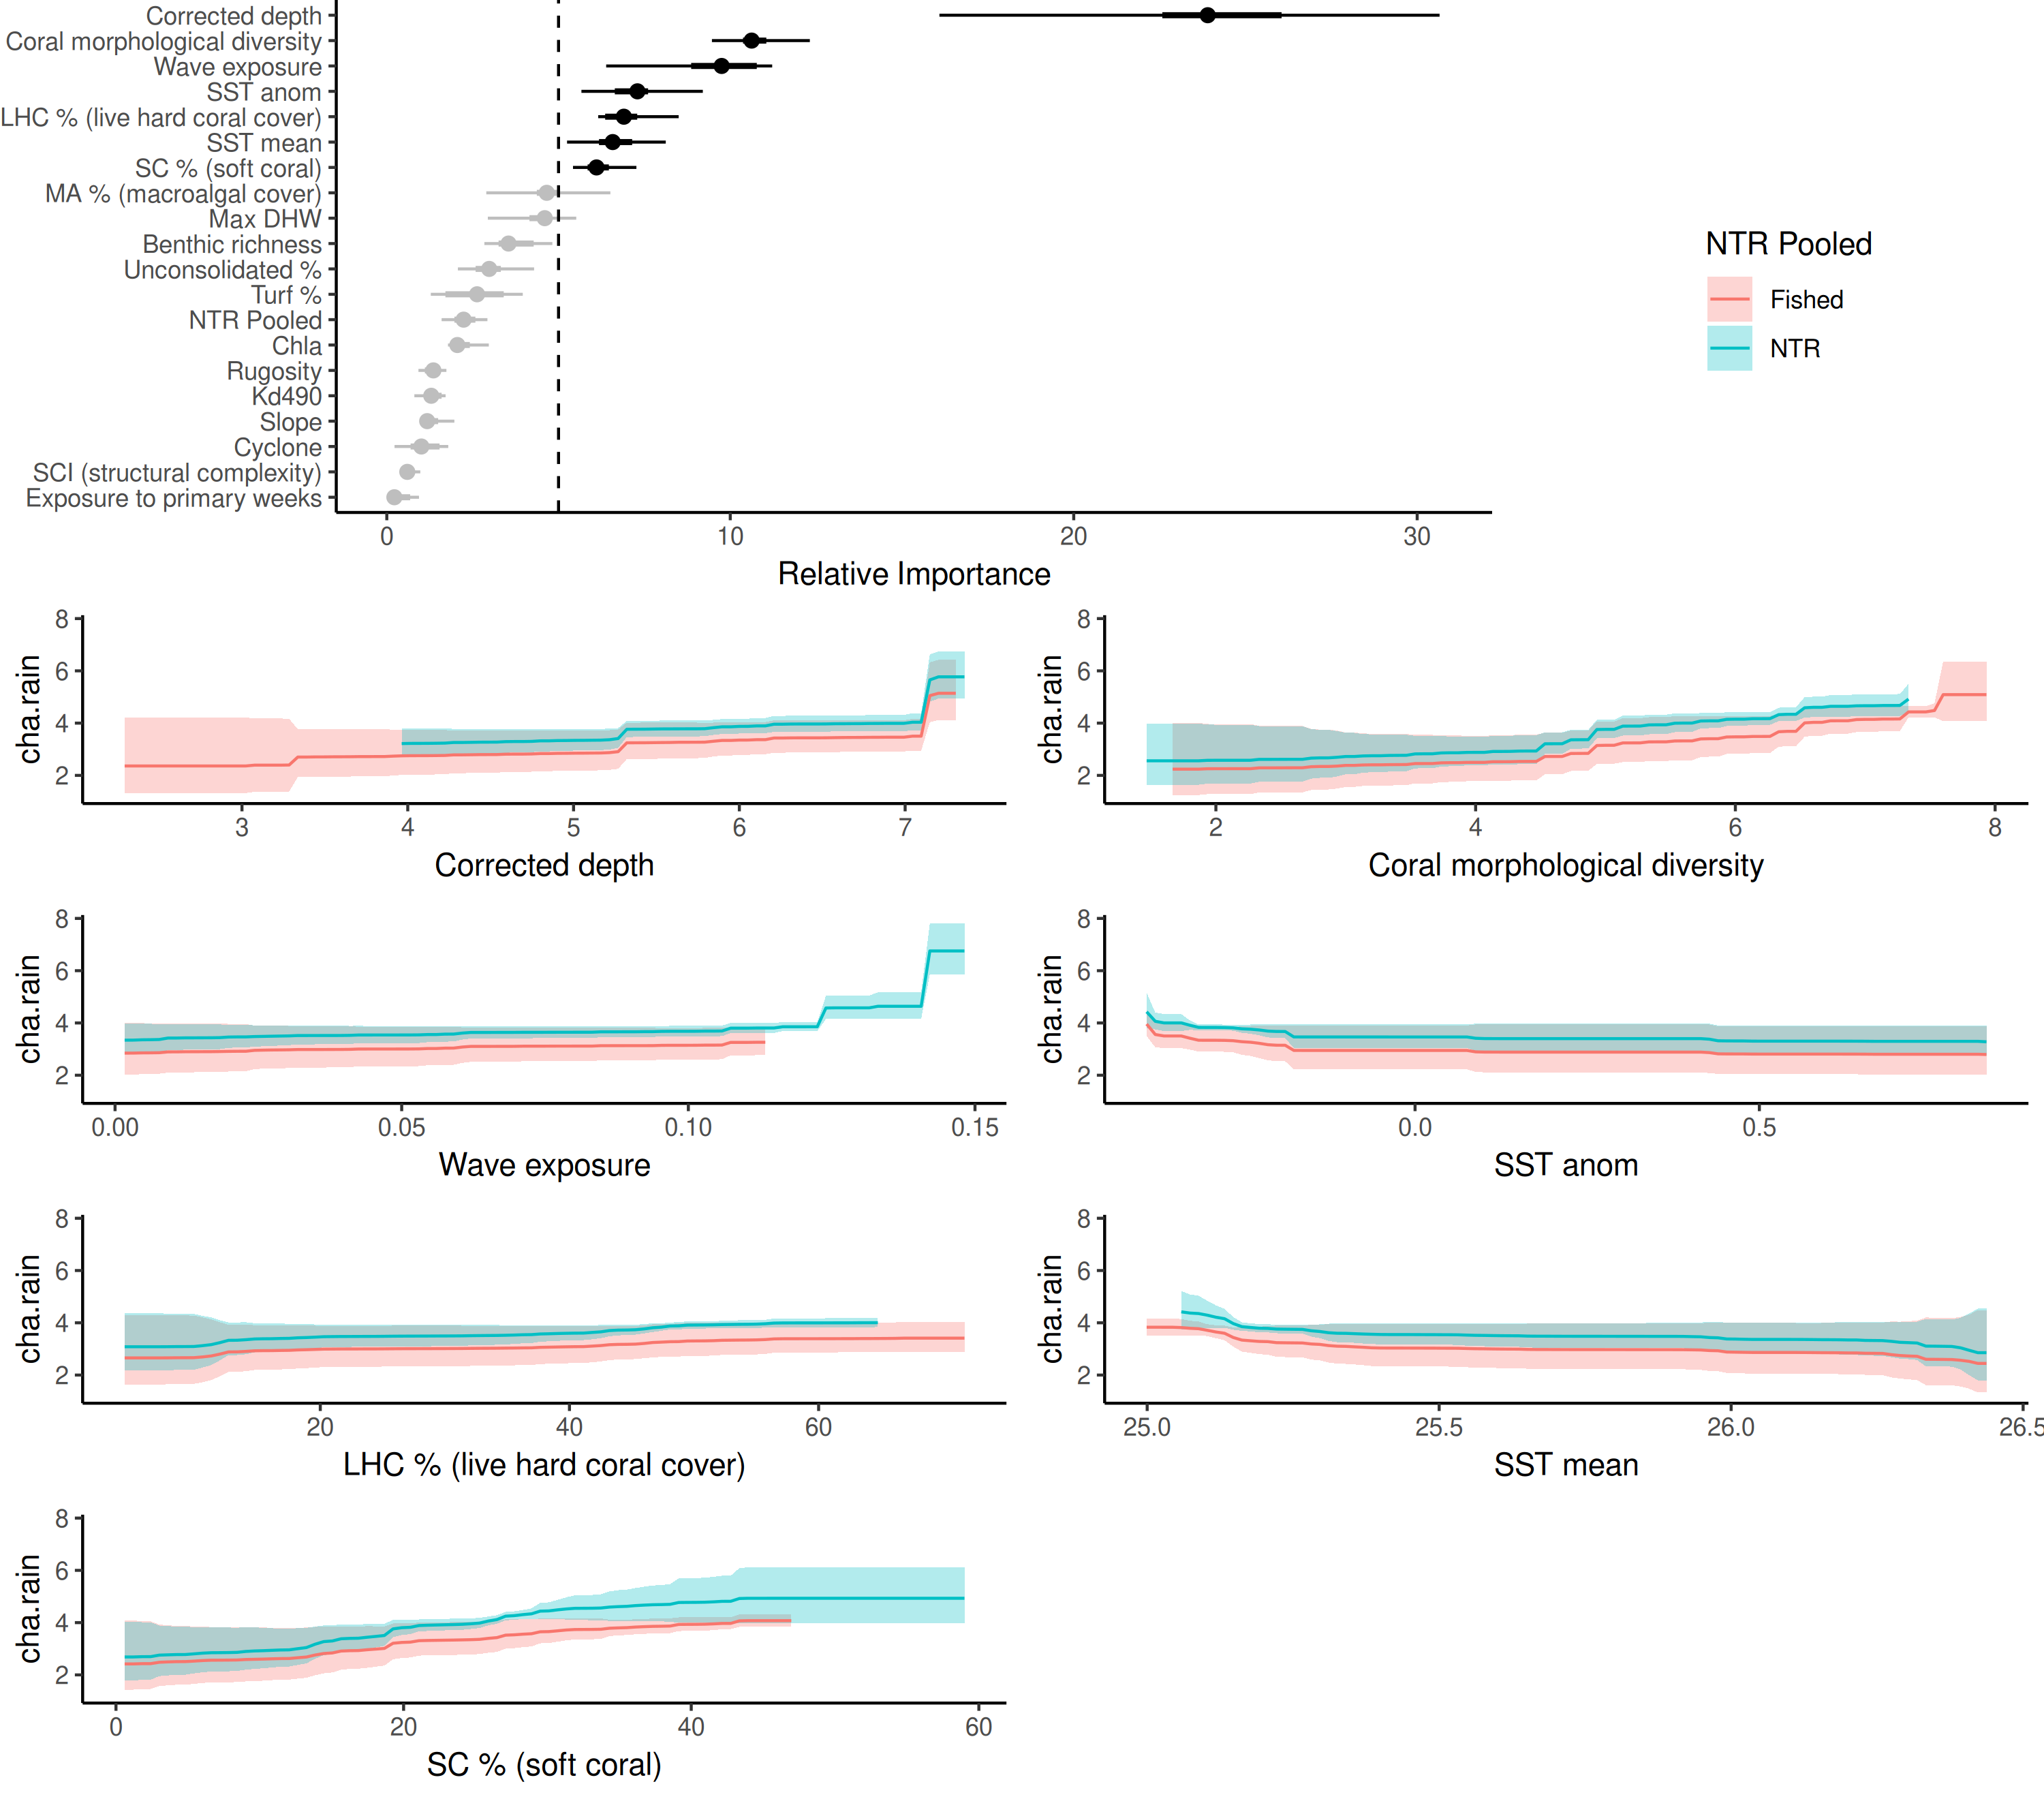 Corrected depth
Coral morphological diversity
Wave exposure
SST anom
LHC % (live hard coral cover)
SST mean
SC % (soft coral)
MA % (macroalgal cover)
Max DHW
Benthic richness
Unconsolidated %
Turf %
NTR Pooled
Chla
Rugosity
Kd490
Slope
Cyclone
SCI (structural complexity)
Exposure to primary weeks
0 10 20 30
Relative Importance
NTR Pooled
Fished
NTR
8
6
4
2
cha.rain
3 4 5 6 7
Corrected depth
8
6
4
2
cha.rain
2 4 6 8
Coral morphological diversity
8
6
4
2
cha.rain
0.00 0.05 0.10 0.15
Wave exposure
8
6
4
2
cha.rain
0.0 0.5
SST anom
8
6
4
2
cha.rain
20 40 60
LHC % (live hard coral cover)
8
6
4
2
cha.rain
25.0 25.5 26.0 26.5
SST mean
8
6
4
2
cha.rain
0 20 40 60
SC % (soft coral)